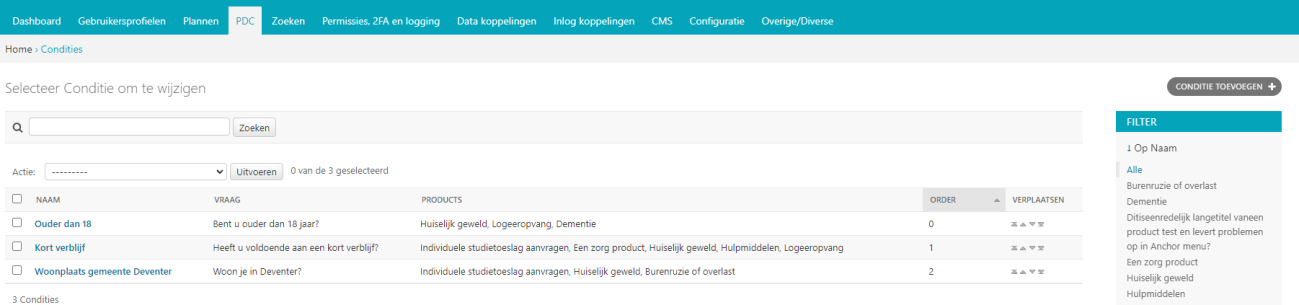 Dashboard Gebruikersprofielen Plannen PDC Zoeken Permissies, 2FA en logging Data koppelingen Inlog koppelingen CMS Configuratie Overige/Diverse
Home › Condities
Selecteer Conditie om te wijzigen
CONDITIE TOEVOEGEN +
Zoeken
Actie: --------- Uitvoeren 0 van de 3 geselecteerd
NAAM VRAAG PRODUCTS ORDER VERPLAATSEN
Ouder dan 18 Bent u ouder dan 18 jaar? Huiselijk geweld, Logeeropvang, Dementie 0
Kort verblijf Heeft u voldoende aan een kort verblijf? Individuele studietoeslag aanvragen, Een zorg product, Huiselijk geweld, Hulpmiddelen, Logeeropvang 1
Woonplaats gemeente Deventer Woon je in Deventer? Individuele studietoeslag aanvragen, Huiselijk geweld, Burenruzie of overlast 2
3 Condities
FILTER
↓ Op Naam
Alle
Burenruzie of overlast
Dementie
Ditiseenredelijk langetitel vaneen
product test en levert problemen
op in Anchor menu?
Een zorg product
Huiselijk geweld
Hulpmiddelen